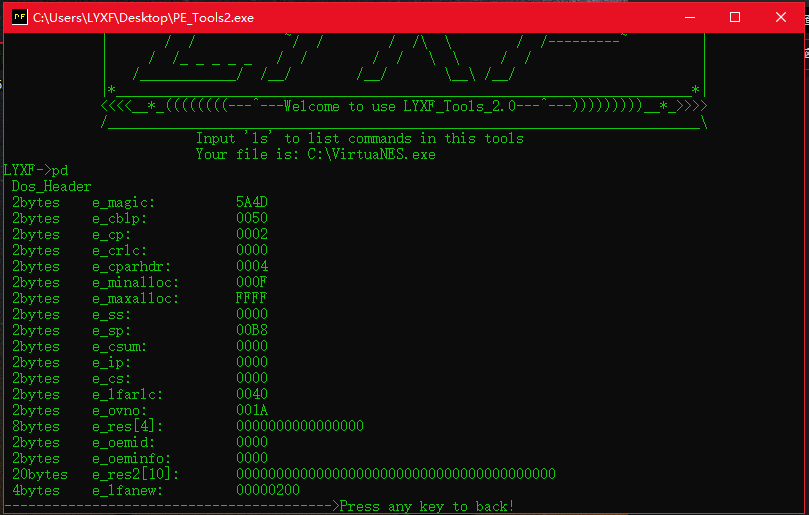 PE C:\Users\LYXF\Desktop\PE_Tools2.exe
<<<<__*_((((((((---^---Welcome to use LYXF_Tools_2.0---^---)))))))))__*_>>>>
Input 'ls' to list commands in this tools
Your file is: C:\VirtuaNES.exe
LYXF->pd
Dos_Header
2bytes e_magic: 5A4D
2bytes e_cblp: 0050
2bytes e_cp: 0002
2bytes e_crlc: 0000
2bytes e_cparhdr: 0004
2bytes e_minalloc: 000F
2bytes e_maxalloc: FFFF
2bytes e_ss: 0000
2bytes e_sp: 00B8
2bytes e_csum: 0000
2bytes e_ip: 0000
2bytes e_cs: 0000
2bytes e_lfarlc: 0040
2bytes e_ovno: 001A
8bytes e_res[4]: 0000000000000000
2bytes e_oemid: 0000
2bytes e_oeminfo: 0000
20bytes e_res2[10]: 0000000000000000000000000000000000000000
4bytes e_lfanew: 00000200
----------------------------------------->Press any key to back!